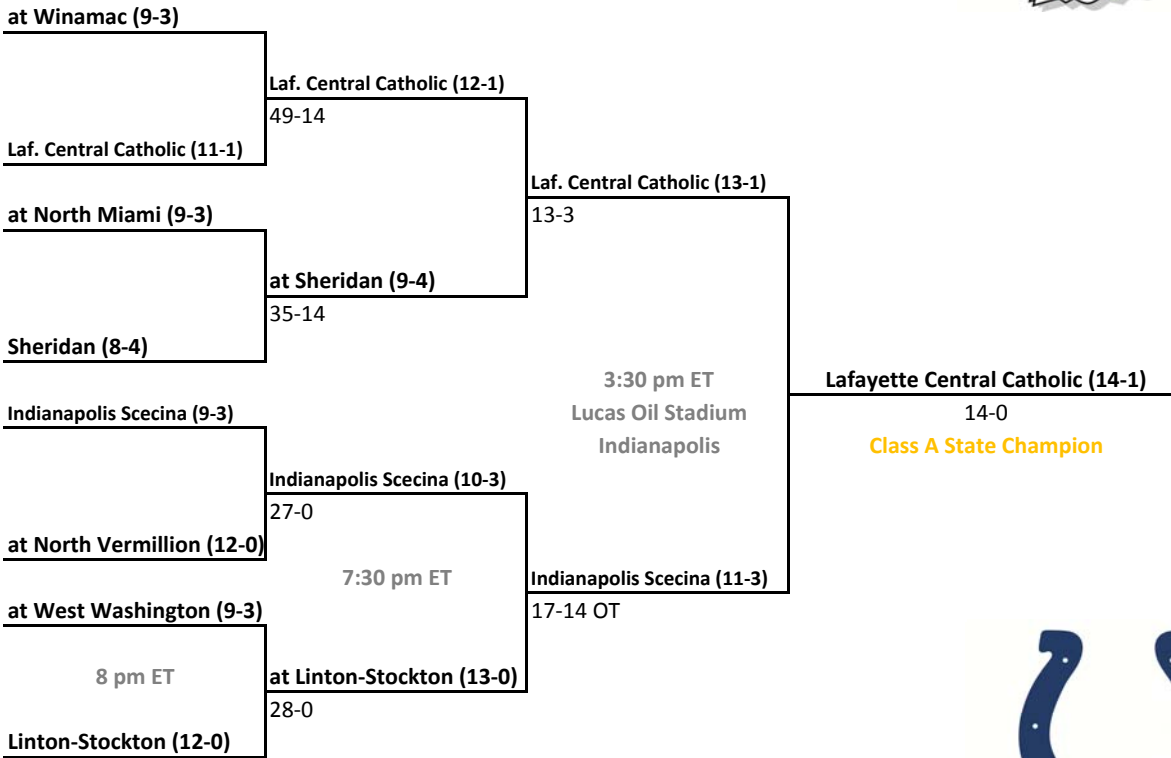 at Winamac (9-3)
Laf. Central Catholic (12-1)
49-14
Laf. Central Catholic (11-1)
Laf. Central Catholic (13-1)
13-3
at North Miami (9-3)
at Sheridan (9-4)
35-14
Sheridan (8-4)
3:30 pm ET
Lucas Oil Stadium
Indianapolis
Lafayette Central Catholic (14-1)
14-0
Class A State Champion
Indianapolis Scecina (9-3)
Indianapolis Scecina (10-3)
27-0
at North Vermillion (12-0)
7:30 pm ET
Indianapolis Scecina (11-3)
17-14 OT
at West Washington (9-3)
8 pm ET
at Linton-Stockton (13-0)
28-0
Linton-Stockton (12-0)